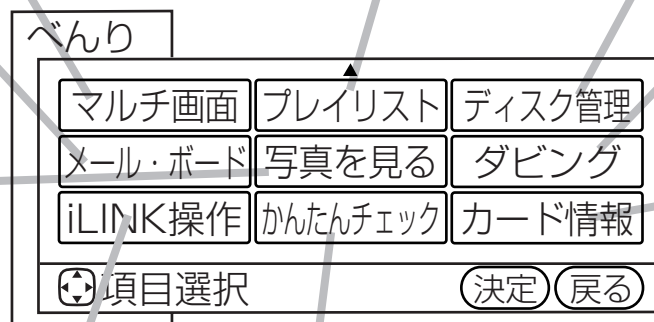 べんり
マルチ画面 プレイリスト ディスク管理
メール・ボード 写真を見る ダビング
iLINK操作 かんたんチェック カード情報
項目選択 決定 戻る